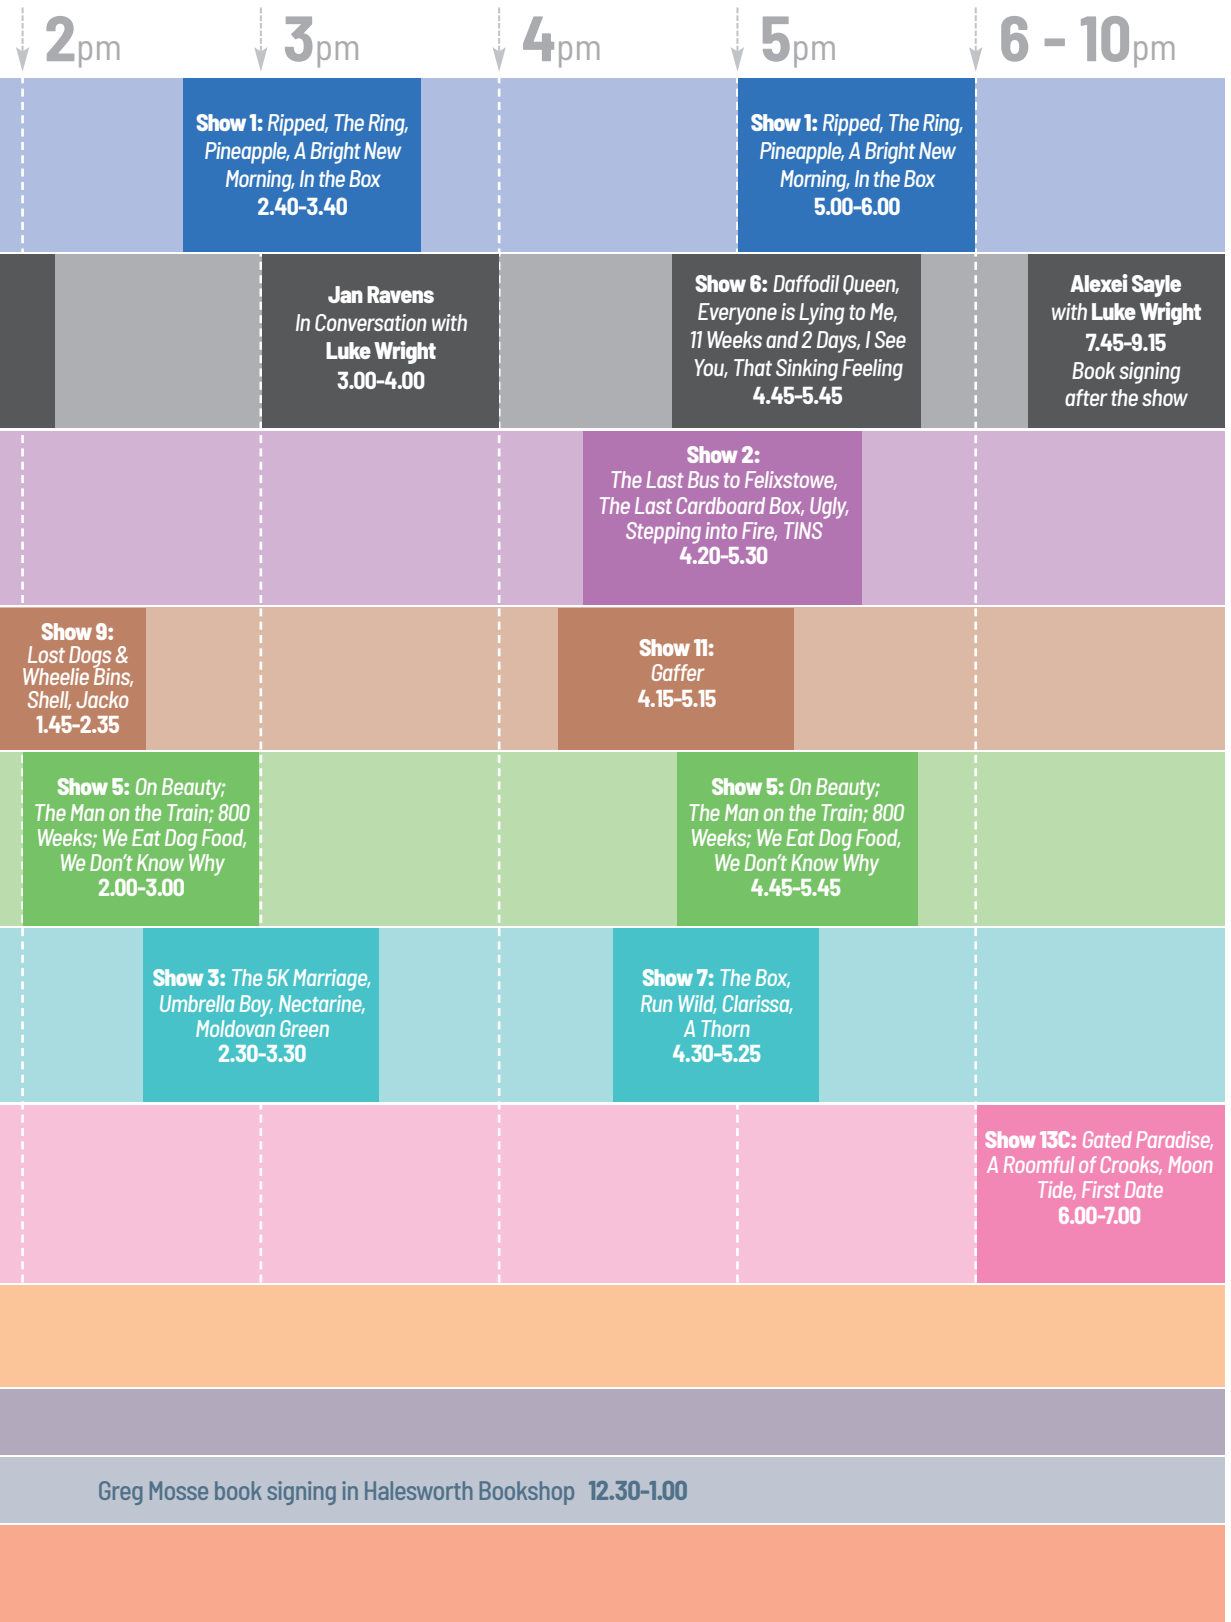 2pm 3pm 4pm 5pm 6 - 10pm
Show 1: Ripped, The Ring,
Pineapple, A Bright New
Morning, In the Box
2.40-3.40
Show 1: Ripped, The Ring,
Pineapple, A Bright New
Morning, In the Box
5.00-6.00
Jan Ravens
In Conversation with
Luke Wright
3.00-4.00
Show 6: Daffodil Queen,
Everyone is Lying to Me,
11 Weeks and 2 Days, I See
You, That Sinking Feeling
4.45-5.45
Alexei Sayle
with Luke Wright
7.45-9.15
Book signing
after the show
Show 2:
The Last Bus to Felixstowe,
The Last Cardboard Box, Ugly,
Stepping into Fire, TINS
4.20-5.30
Show 9:
Lost Dogs &
Wheelie Bins,
Shell, Jacko
1.45-2.35
Show 11:
Gaffer
4.15-5.15
Show 5: On Beauty;
The Man on the Train; 800
Weeks; We Eat Dog Food,
We Don't Know Why
2.00-3.00
Show 5: On Beauty;
The Man on the Train; 800
Weeks; We Eat Dog Food,
We Don't Know Why
4.45-5.45
Show 3: The 5K Marriage,
Umbrella Boy, Nectarine,
Moldovan Green
2.30-3.30
Show 7: The Box,
Run Wild, Clarissa,
A Thorn
4.30-5.25
Show 13C: Gated Paradise,
A Roomful of Crooks, Moon
Tide, First Date
6.00-7.00
Greg Mosse book signing in Halesworth Bookshop 12.30-1.00